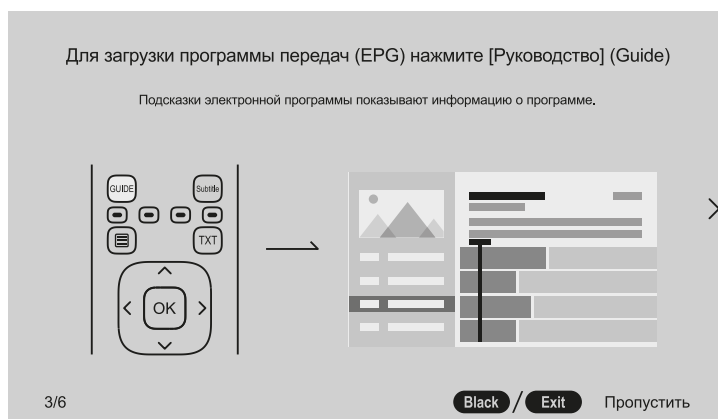 Для загрузки программы передач (EPG) нажмите [Руководство] (Guide)
Подсказки электронной программы показывают информацию о программе.
GUIDE
Subtitle
TXT
OK
3/6
Black / Exit Пропустить